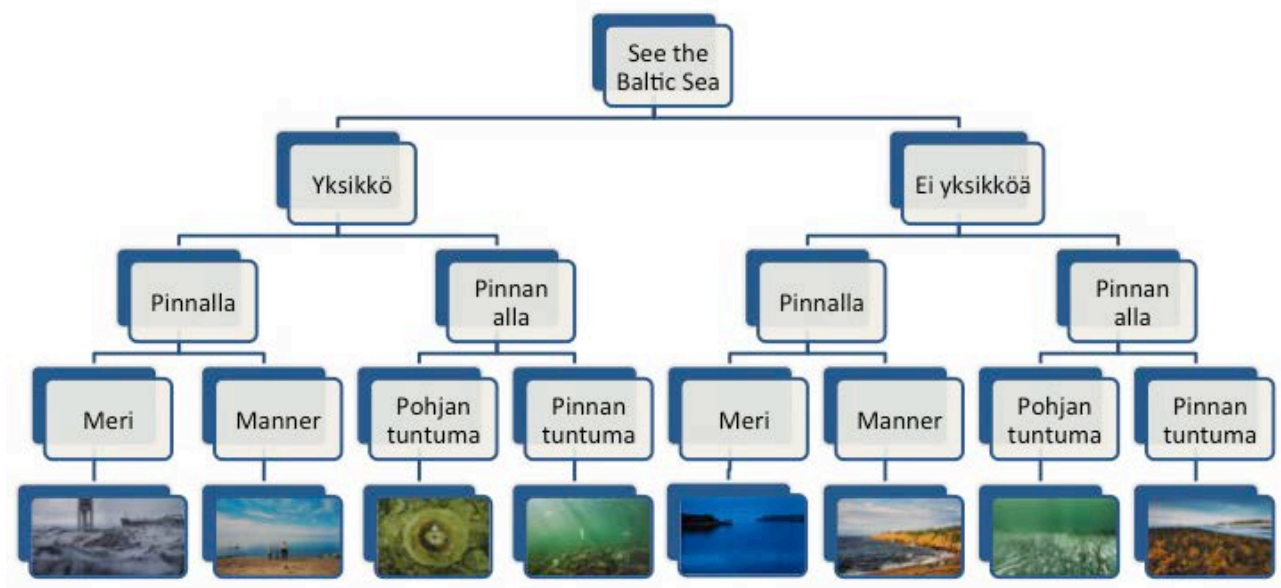 See the
Baltic Sea
Yksikkö
Ei yksikköä
Pinnalla
Pinnan
alla
Pinnalla
Pinnan
alla
Meri
Manner
Pohjan
tuntuma
Pinnan
tuntuma
Meri
Manner
Pohjan
tuntuma
Pinnan
tuntuma